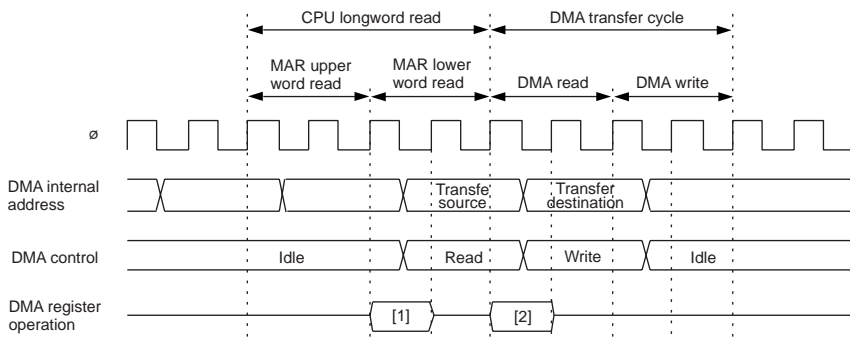 CPU longword read DMA transfer cycle
MAR upper word read
MAR lower word read
DMA read
DMA write
ø
DMA internal
address
Transfe
source
Transfer
destination
DMA control
Idle
Read
Write
Idle
DMA register
operation
[1]
[2]